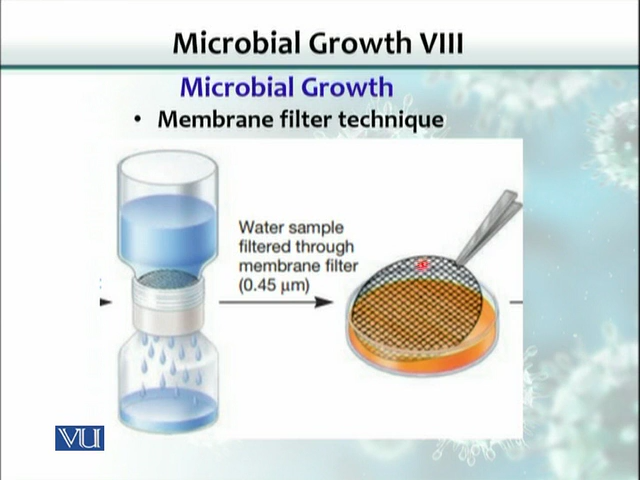 Microbial Growth VIII
Microbial Growth
• Membrane filter technique
Water sample
filtered through
membrane filter
(0.45 µm)
VU